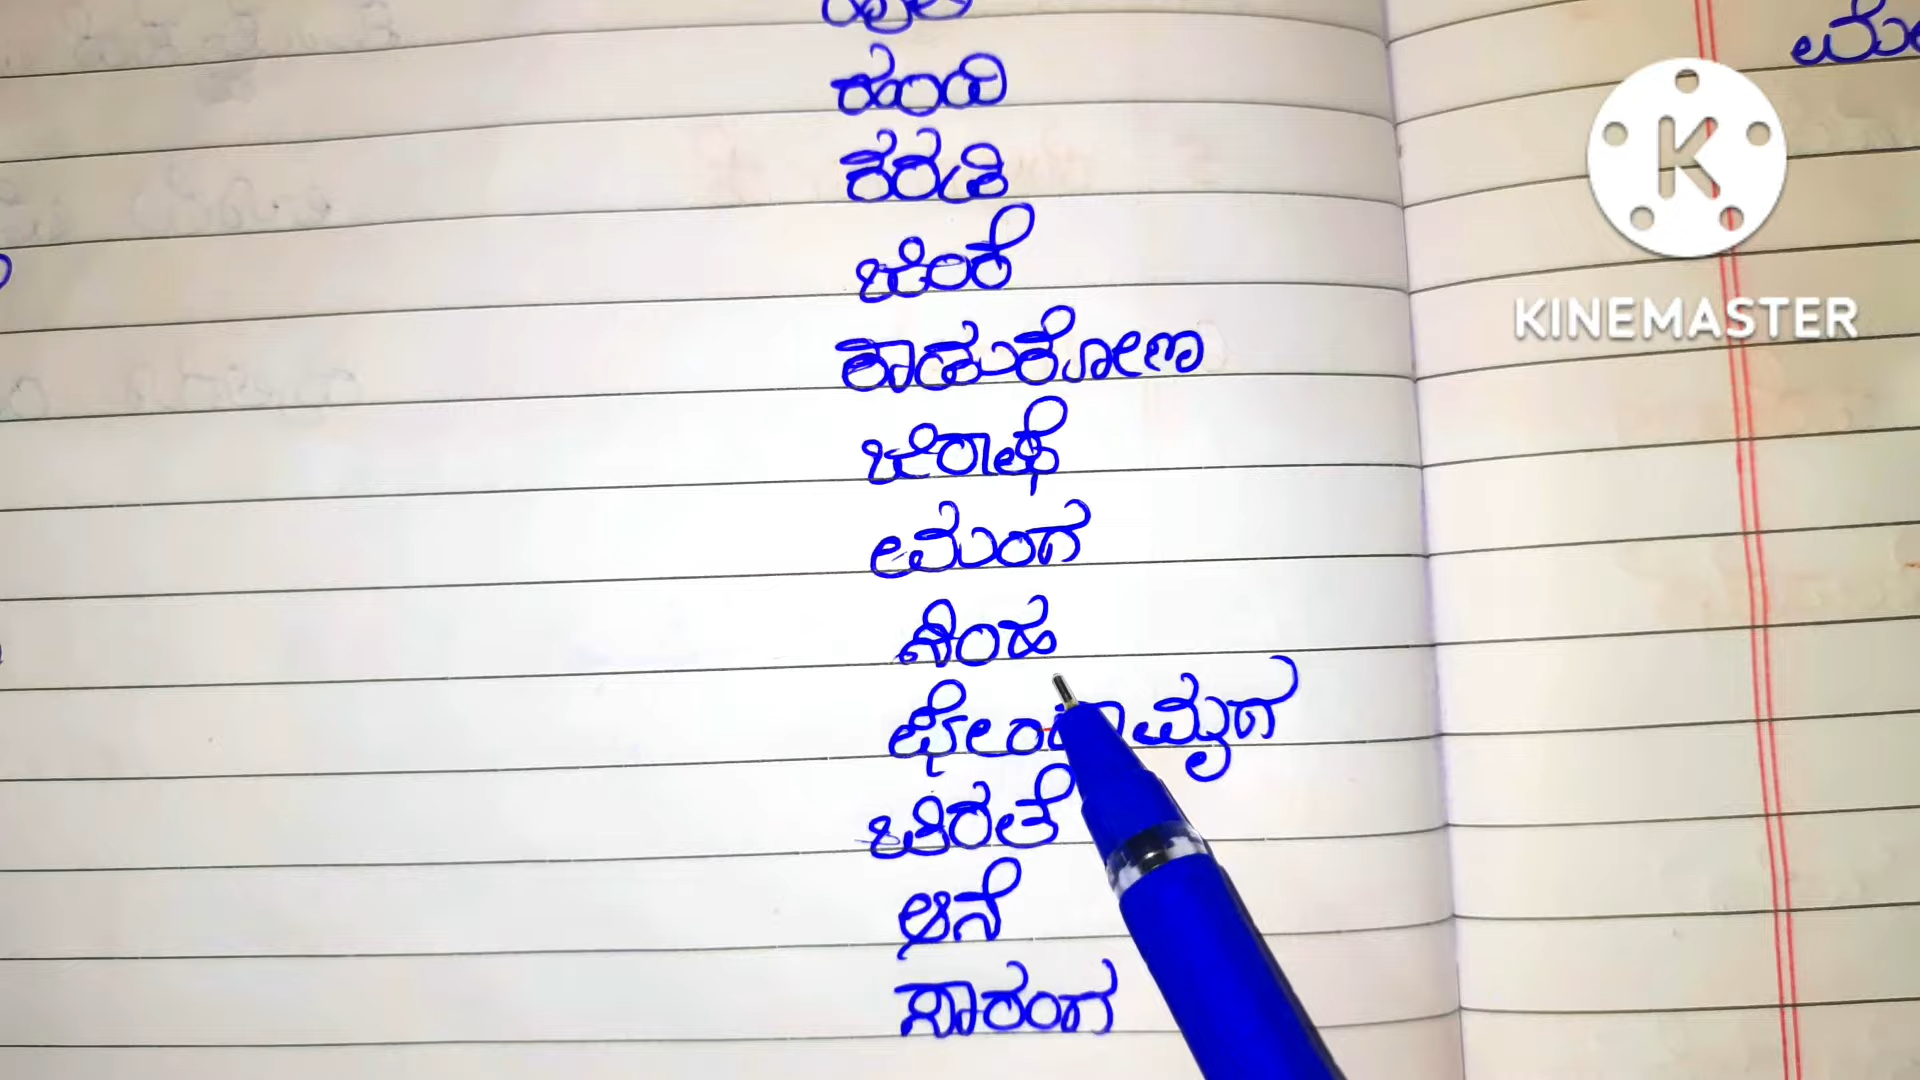 ಹಂದಿ
ಕರಡಿ
ಜಿಂಕೆ
ಕಾಡುಕೋಣ
ಜಿರಾಫೆ
ಮಂಗ
ಸಿಂಹ
ಘೇಂಡಾಮೃಗ
ಚಿರತೆ
ಆನೆ
ಸಾರಂಗ
KINEMASTER